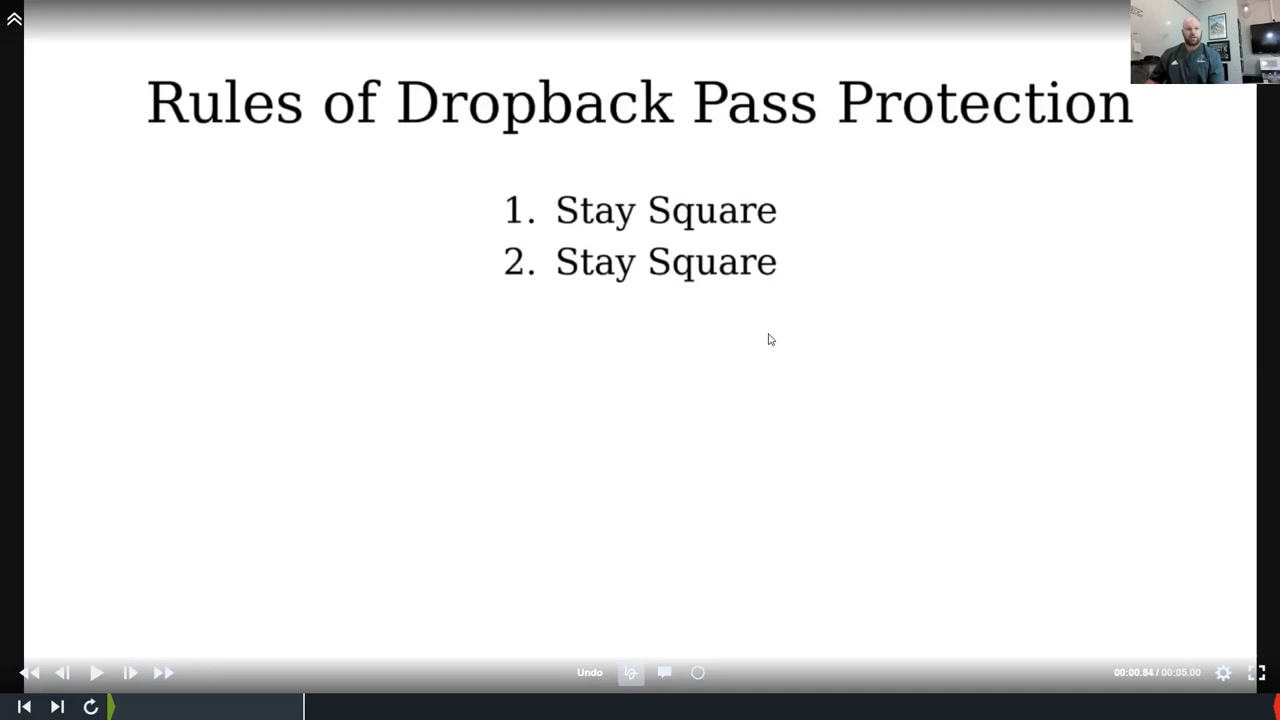 Rules of Dropback Pass Protection
1. Stay Square
2. Stay Square
Undo
00:00.84 / 00:05.00